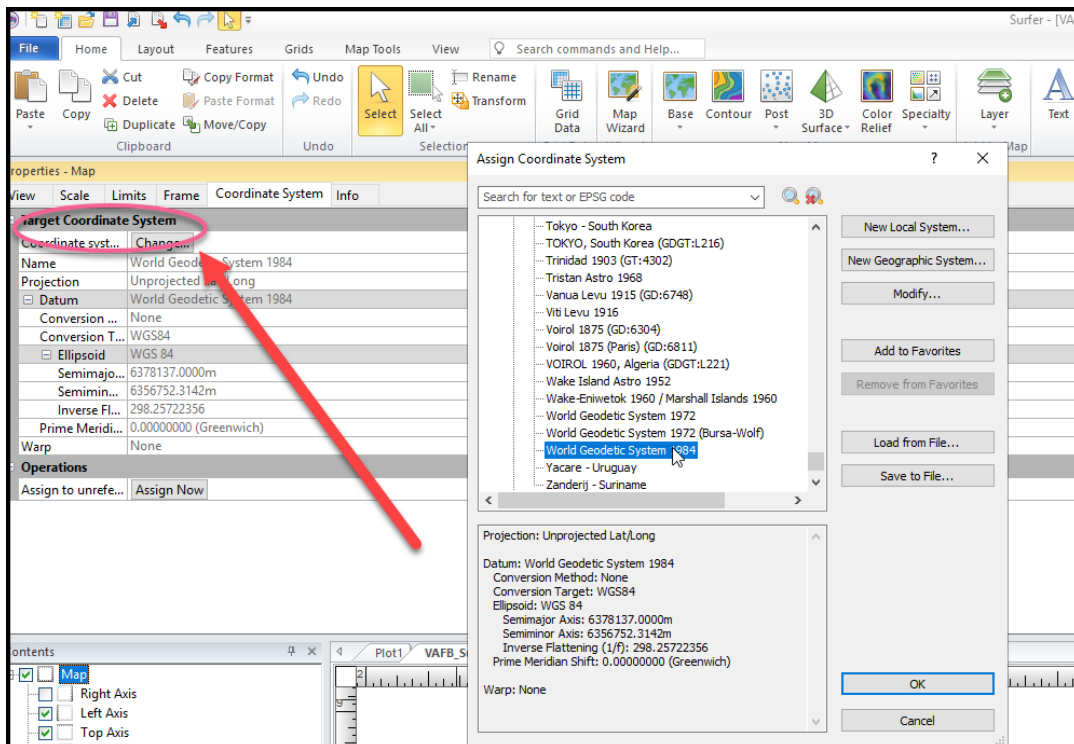 Surfer - [VA
File Home Layout Features Grids Map Tools View Search commands and Help...
Paste Copy Cut Delete Duplicate Copy Format Paste Format Move/Copy
Undo Redo
Select Select All Rename Transform
Grid Data Map Wizard Base Contour Post 3D Surface Color Relief Specialty Layer Text
Clipboard Undo Selection Map
roperties - Map
View Scale Limits Frame Coordinate System Info
Target Coordinate System
Coordinate syst... Change...
Name World Geodetic System 1984
Projection Unprojected Lat/Long
Datum World Geodetic System 1984
Conversion ... None
Conversion T... WGS84
Ellipsoid WGS 84
Semimajo... 6378137.0000m
Semimin... 6356752.3142m
Inverse Fl... 298.25722356
Prime Meridi... 0.00000000 (Greenwich)
Warp None
Operations
Assign to unrefe... Assign Now
Assign Coordinate System ?
Search for text or EPSG code
Tokyo - South Korea
TOKYO, South Korea (GDGT:L216)
Trinidad 1903 (GT:4302)
Tristan Astro 1968
Vanua Levu 1915 (GD:6748)
Viti Levu 1916
Voirol 1875 (GD:6304)
Voirol 1875 (Paris) (GD:6811)
VOIROL 1960, Algeria (GDGT:L221)
Wake Island Astro 1952
Wake-Eniwetok 1960 / Marshall Islands 1960
World Geodetic System 1972
World Geodetic System 1972 (Bursa-Wolf)
World Geodetic System 1984
Yacare - Uruguay
Zanderij - Suriname
New Local System...
New Geographic System...
Modify...
Add to Favorites
Remove from Favorites
Load from File...
Save to File...
Projection: Unprojected Lat/Long
Datum: World Geodetic System 1984
Conversion Method: None
Conversion Target: WGS84
Ellipsoid: WGS 84
Semimajor Axis: 6378137.0000m
Semiminor Axis: 6356752.3142m
Inverse Flattening (1/f): 298.25722356
Prime Meridian Shift: 0.00000000 (Greenwich)
Warp: None
OK
Cancel
ontents
Map
Right Axis
Left Axis
Top Axis
Plot1 VAFB_S
2
9